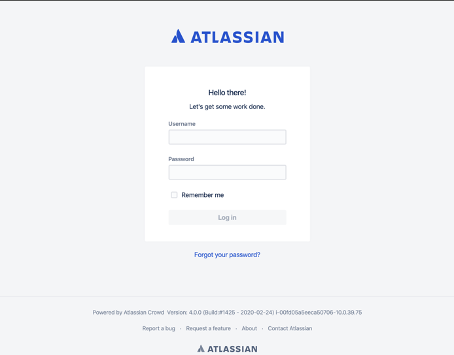 ATLASSIAN
Hello there!
Let's get some work done.
Username
Password
Remember me
Log in
Forgot your password?
Powered by Atlassian Crowd Version: 4.0.0 (Build:#1425 - 2020-02-24) i-00fd05a5eeca50706-10.0.39.75
Report a bug · Request a feature · About · Contact Atlassian
ATLASSIAN